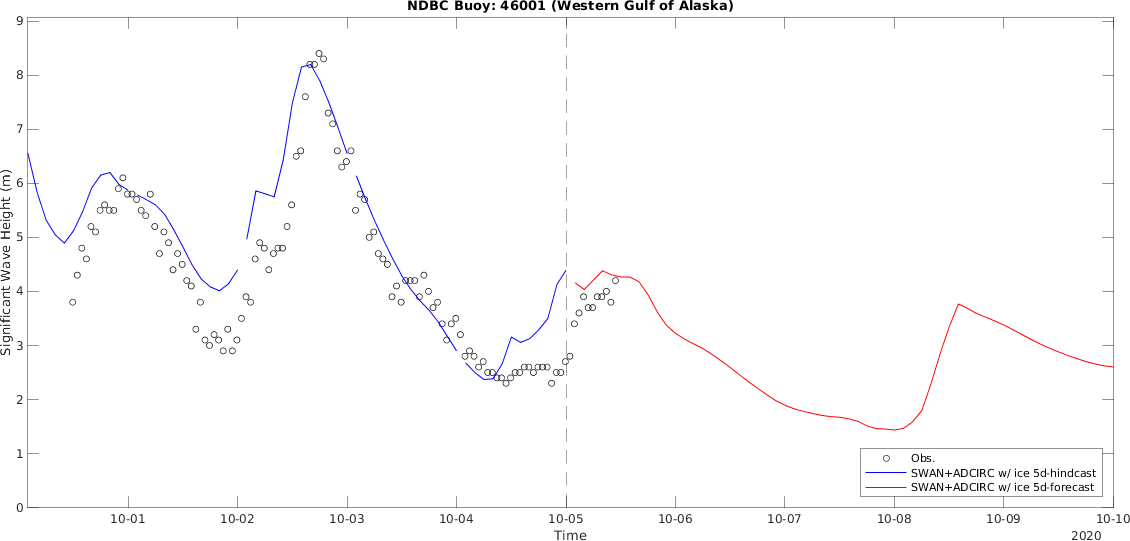 NDBC Buoy: 46001 (Western Gulf of Alaska)
9
8
7
6
5
4
3
2
1
0
Significant Wave Height (m)
Obs.
SWAN+ADCIRC w/ ice 5d-hindcast
SWAN+ADCIRC w/ ice 5d-forecast
10-01 10-02 10-03 10-04 10-05 10-06 10-07 10-08 10-09 10-10
Time
2020